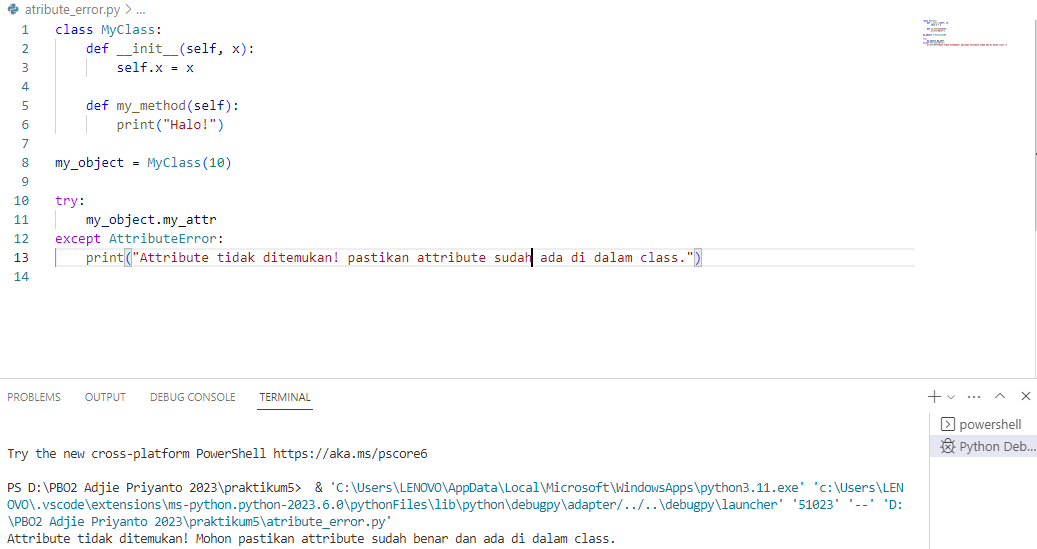 atribute_error.py > ...
1 class MyClass:
2     def __init__(self, x):
3         self.x = x
4
5     def my_method(self):
6         print("Halo!")
7
8 my_object = MyClass(10)
9
10 try:
11     my_object.my_attr
12 except AttributeError:
13     print("Attribute tidak ditemukan! pastikan attribute sudah ada di dalam class.")
14
PROBLEMS OUTPUT DEBUG CONSOLE TERMINAL
powershell
Python Deb...
Try the new cross-platform PowerShell https://aka.ms/pscore6
PS D:\PBO2 Adjie Priyanto 2023\praktikum5>  & 'C:\Users\LENOVO\AppData\Local\Microsoft\WindowsApps\python3.11.exe' 'c:\Users\LEN
OVO\.vscode\extensions\ms-python.python-2023.6.0\pythonFiles\lib\python\debugpy\adapter/../..\debugpy\launcher' '51023' '--' 'D:
\PBO2 Adjie Priyanto 2023\praktikum5\atribute_error.py'
Attribute tidak ditemukan! Mohon pastikan attribute sudah benar dan ada di dalam class.